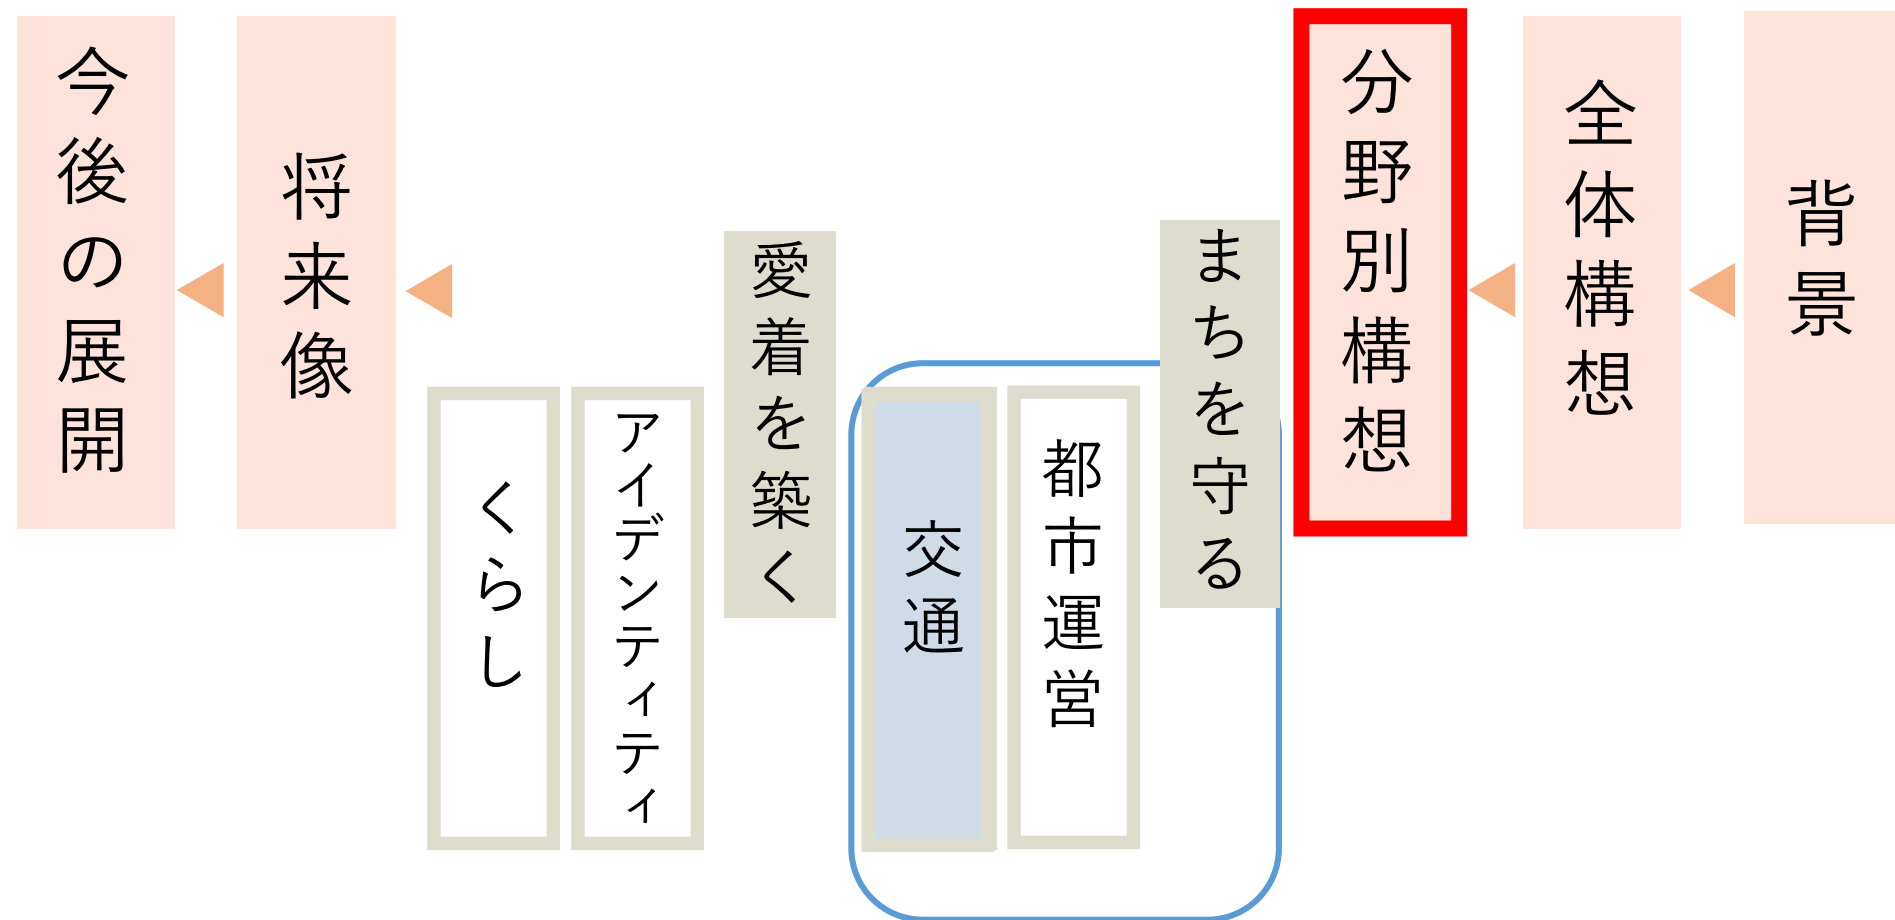 背景
全体構想
分野別構想
まちを守る
都市運営
交通
愛着を築く
アイデンティティ
くらし
将来像
今後の展開